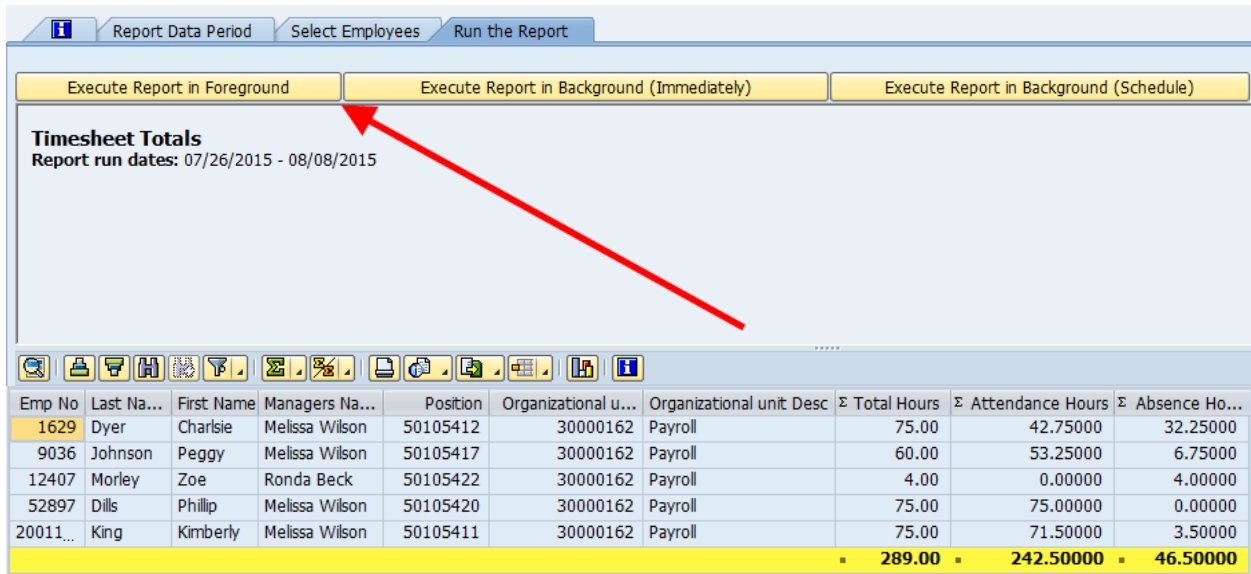 Report Data Period Select Employees Run the Report
Execute Report in Foreground Execute Report in Background (Immediately) Execute Report in Background (Schedule)
Timesheet Totals
Report run dates: 07/26/2015 - 08/08/2015
Emp No Last Na... First Name Managers Na... Position Organizational u... Organizational unit Desc Σ Total Hours Σ Attendance Hours Σ Absence Ho...
1629 Dyer Charlsie Melissa Wilson 50105412 30000162 Payroll 75.00 42.75000 32.25000
9036 Johnson Peggy Melissa Wilson 50105417 30000162 Payroll 60.00 53.25000 6.75000
12407 Morley Zoe Ronda Beck 50105422 30000162 Payroll 4.00 0.00000 4.00000
52897 Dills Phillip Melissa Wilson 50105420 30000162 Payroll 75.00 75.00000 0.00000
20011... King Kimberly Melissa Wilson 50105411 30000162 Payroll 75.00 71.50000 3.50000
289.00 242.50000 46.50000